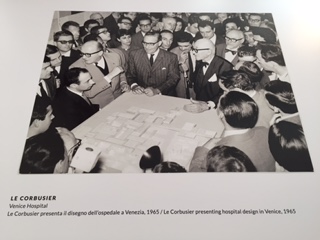 LE CORBUSIER
Venice Hospital
Le Corbusier presenta il disegno dell'ospedale a Venezia, 1965 / Le Corbusier presenting hospital design in Venice, 1965